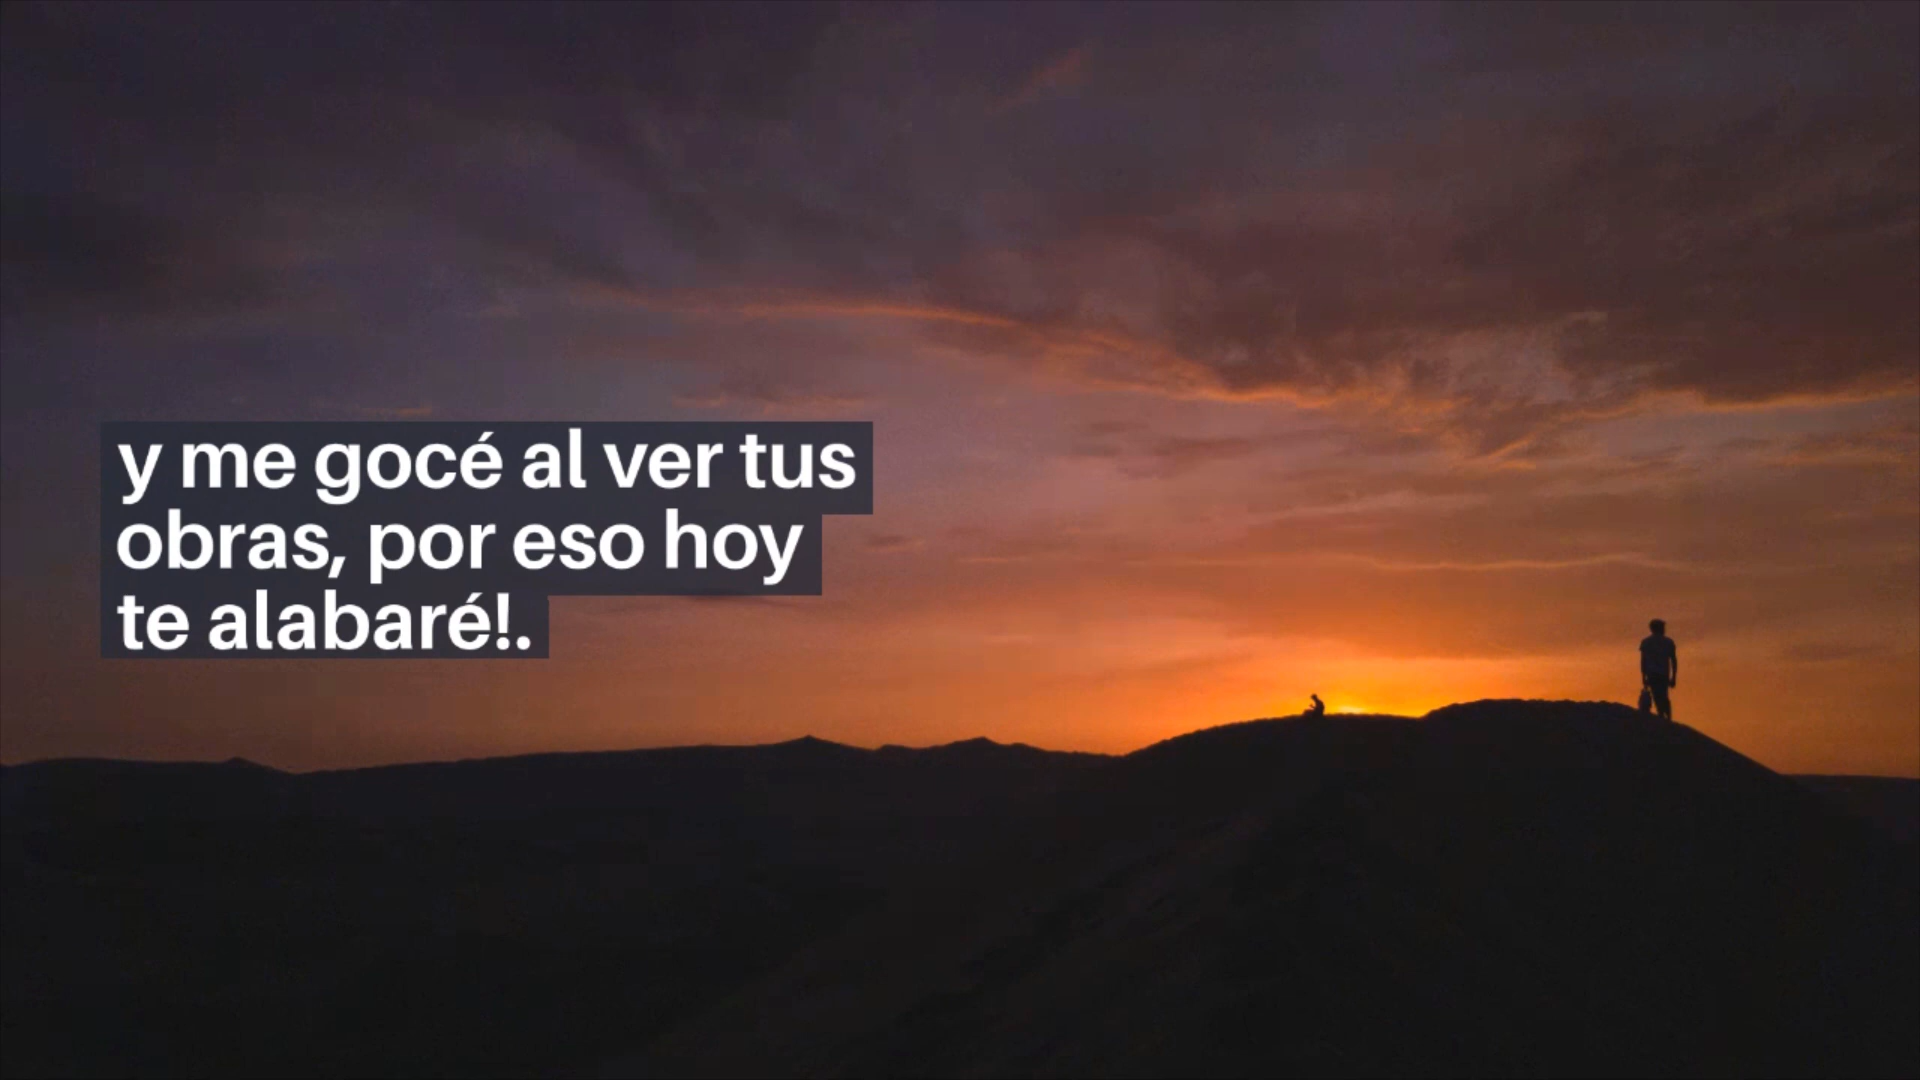 y me gocé al ver tus
obras, por eso hoy
te alabaré!.